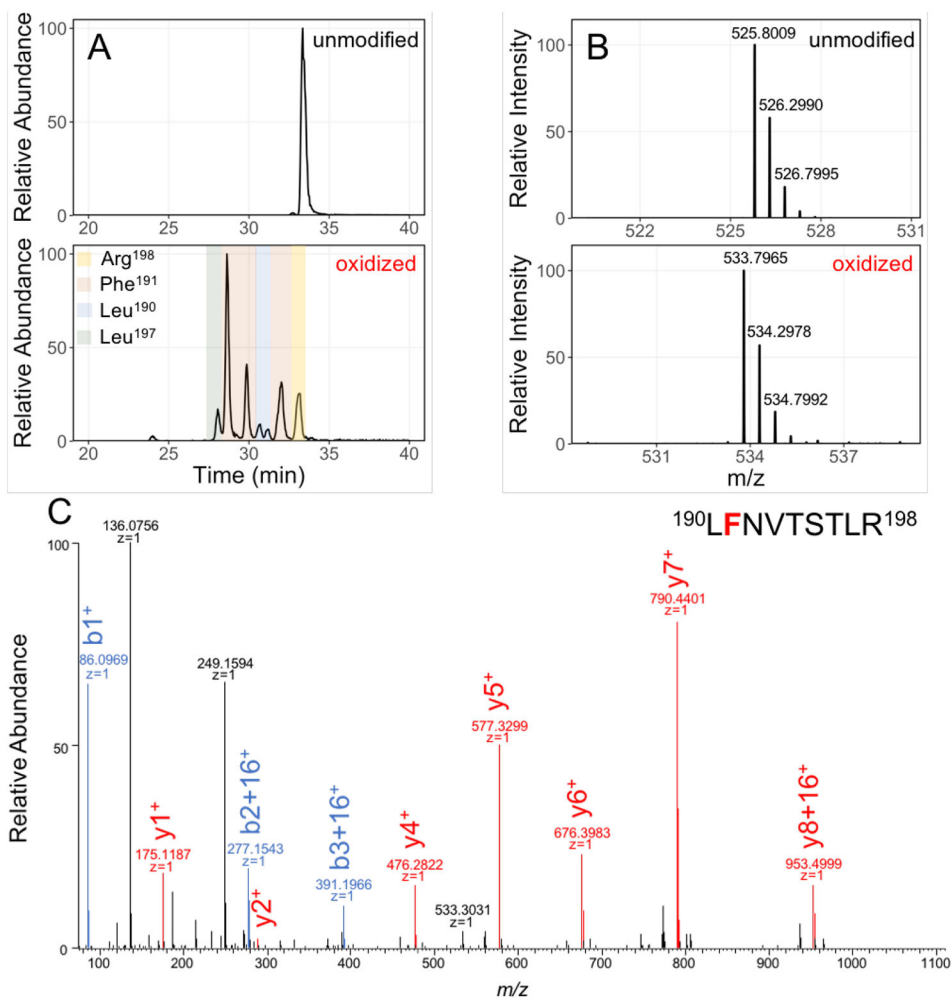 A
unmodified
Relative Abundance
100
50
0
20 25 30 35 40
oxidized
Relative Abundance
100
50
0
Arg198
Phe191
Leu190
Leu197
20 25 30 35 40
Time (min)
B
unmodified
Relative Intensity
100
50
0
525.8009
526.2990
526.7995
522 525 528 531
oxidized
Relative Intensity
100
50
0
533.7965
534.2978
534.7992
531 534 537
m/z
C
190LFNVTSTLR198
Relative Abundance
100
50
0
b1+
86.0969
z=1
136.0756
z=1
y1+
175.1187
z=1
249.1594
z=1
b2+16+
277.1543
z=1
y2+
b3+16+
391.1966
z=1
y4+
476.2822
z=1
533.3031
z=1
y5+
577.3299
z=1
y6+
676.3983
z=1
y7+
790.4401
z=1
y8+16+
953.4999
z=1
100 200 300 400 500 600 700 800 900 1000 1100
m/z